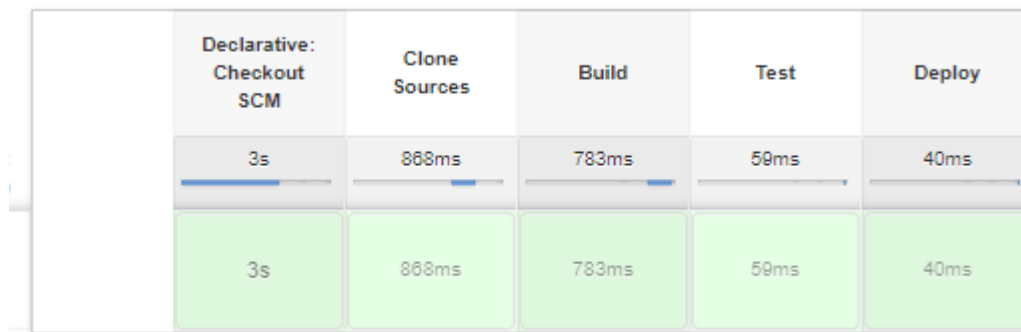 Declarative:
Checkout
SCM
Clone
Sources
Build
Test
Deploy
3s
868ms
783ms
59ms
40ms
3s
868ms
783ms
59ms
40ms